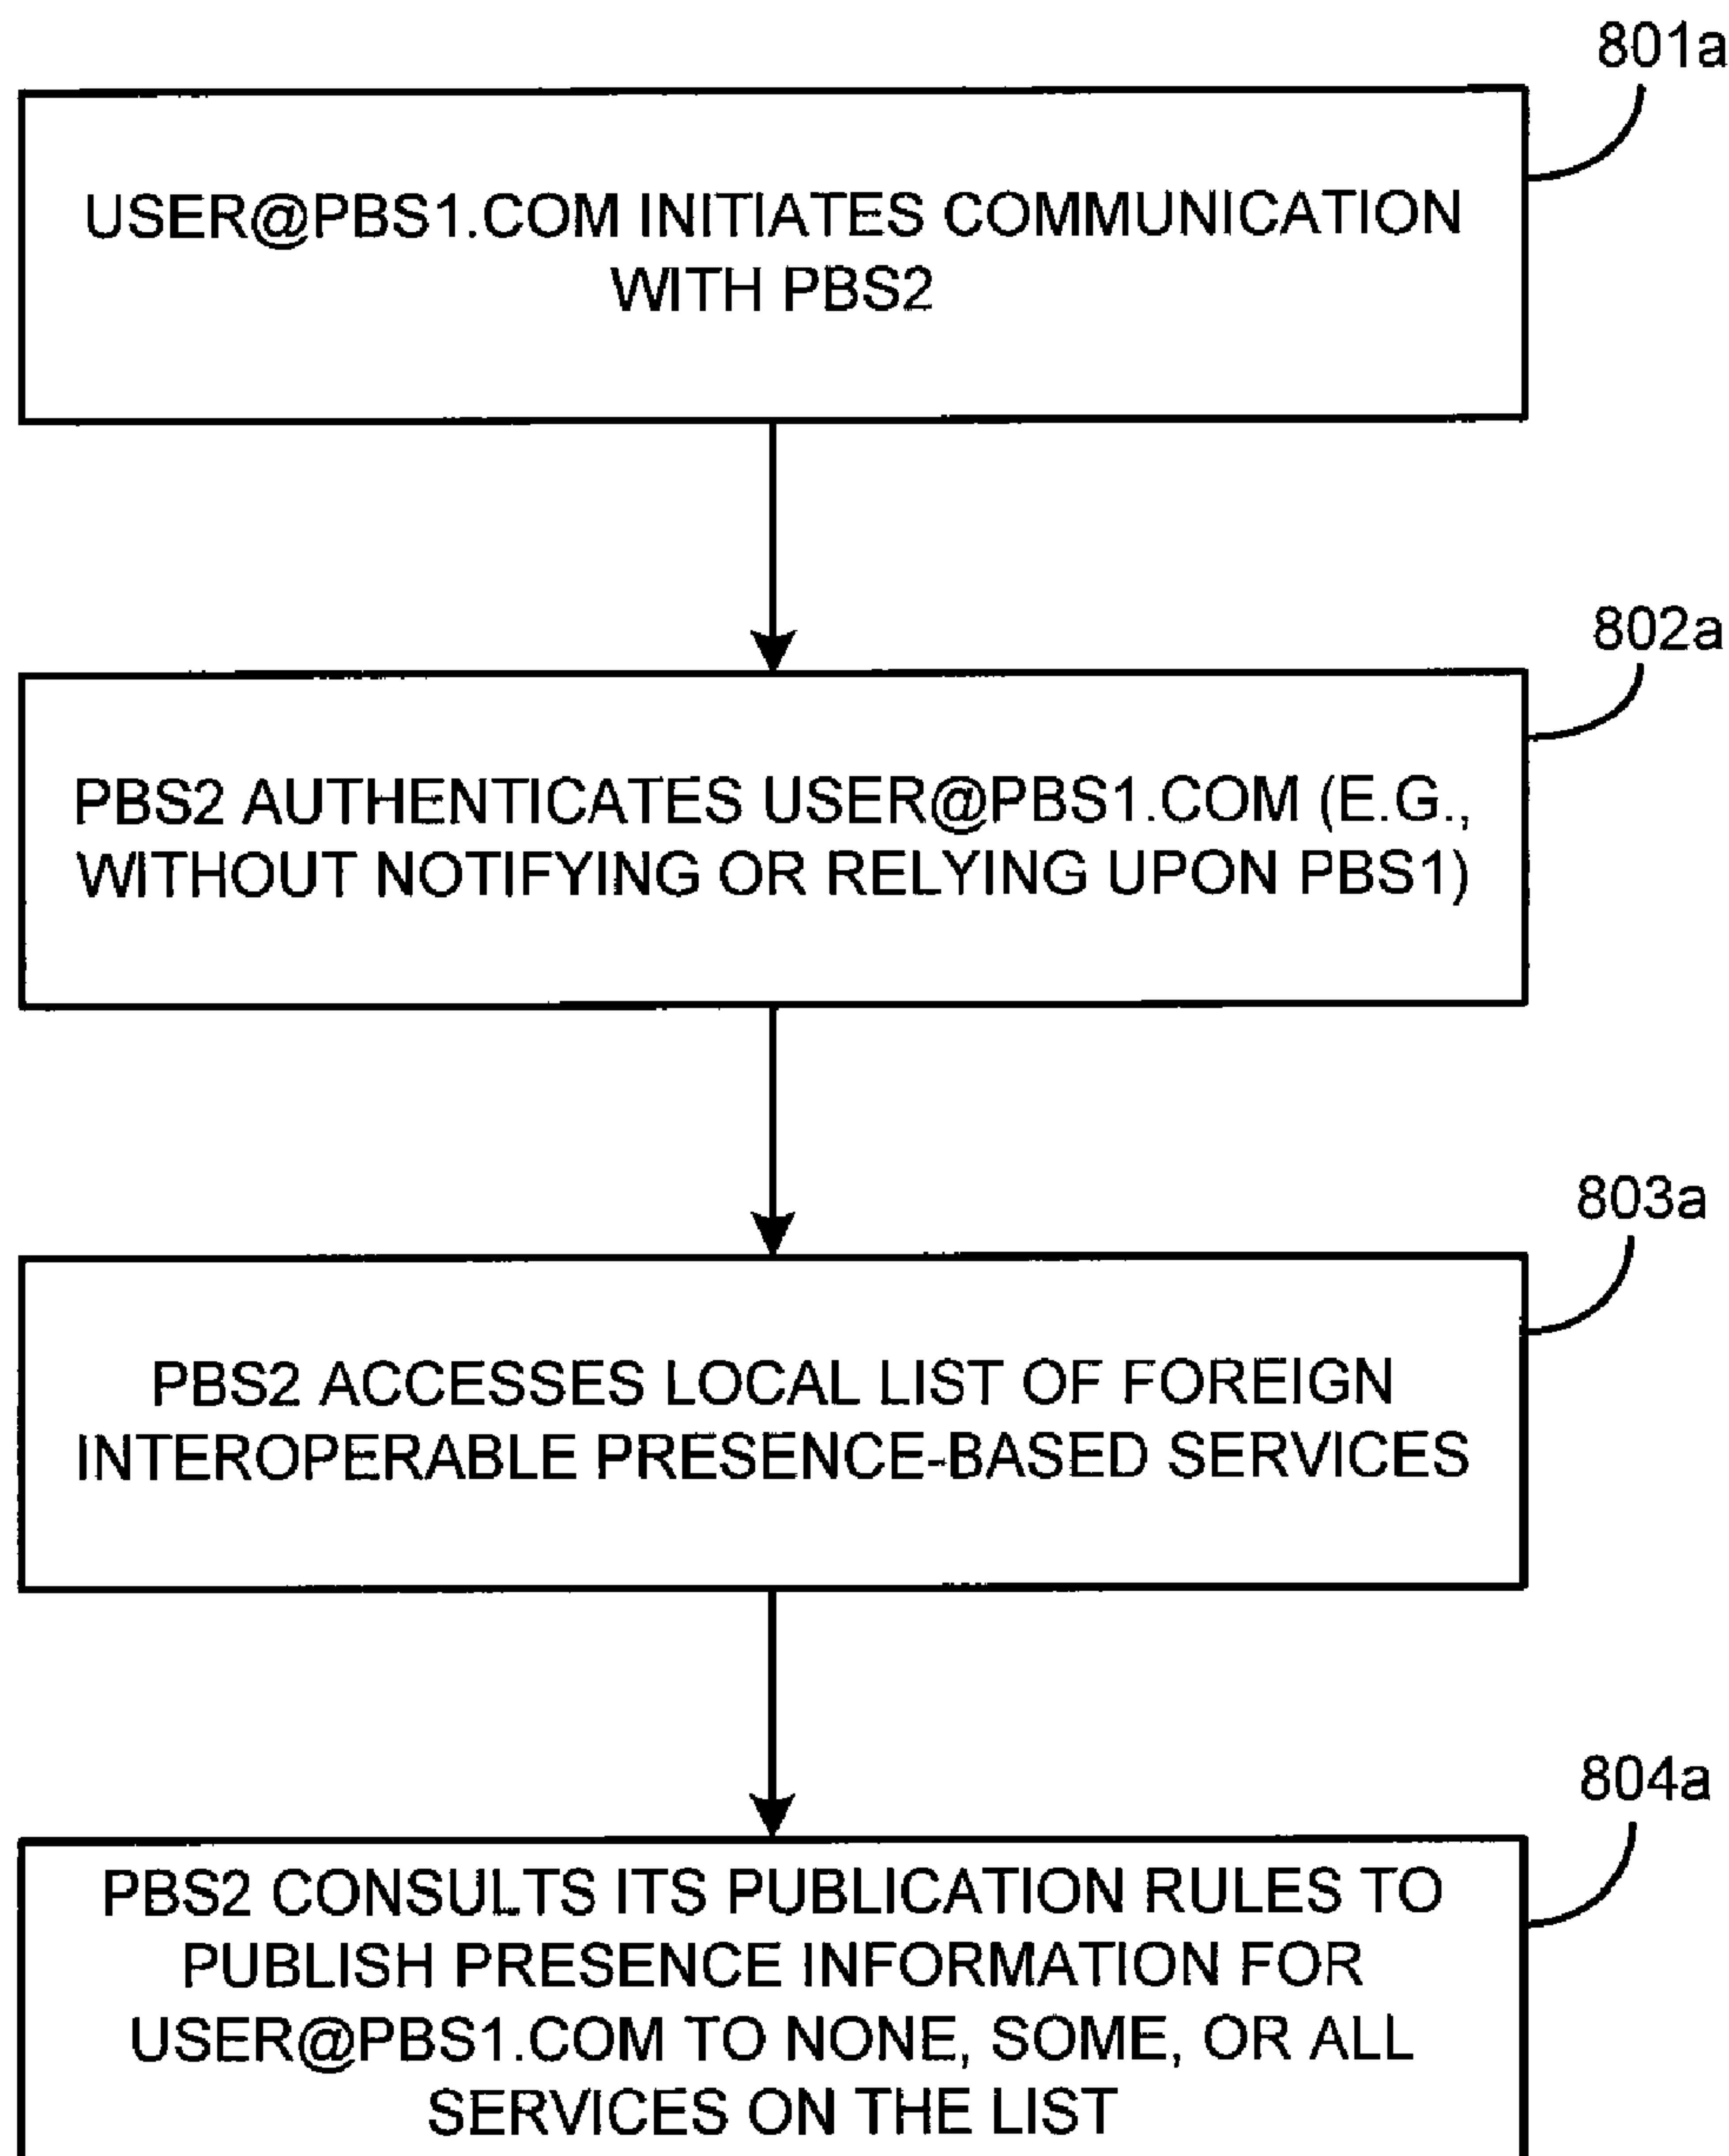 801a
USER@PBS1.COM INITIATES COMMUNICATION
WITH PBS2
802a
PBS2 AUTHENTICATES USER@PBS1.COM (E.G.,
WITHOUT NOTIFYING OR RELYING UPON PBS1)
803a
PBS2 ACCESSES LOCAL LIST OF FOREIGN
INTEROPERABLE PRESENCE-BASED SERVICES
804a
PBS2 CONSULTS ITS PUBLICATION RULES TO
PUBLISH PRESENCE INFORMATION FOR
USER@PBS1.COM TO NONE, SOME, OR ALL
SERVICES ON THE LIST